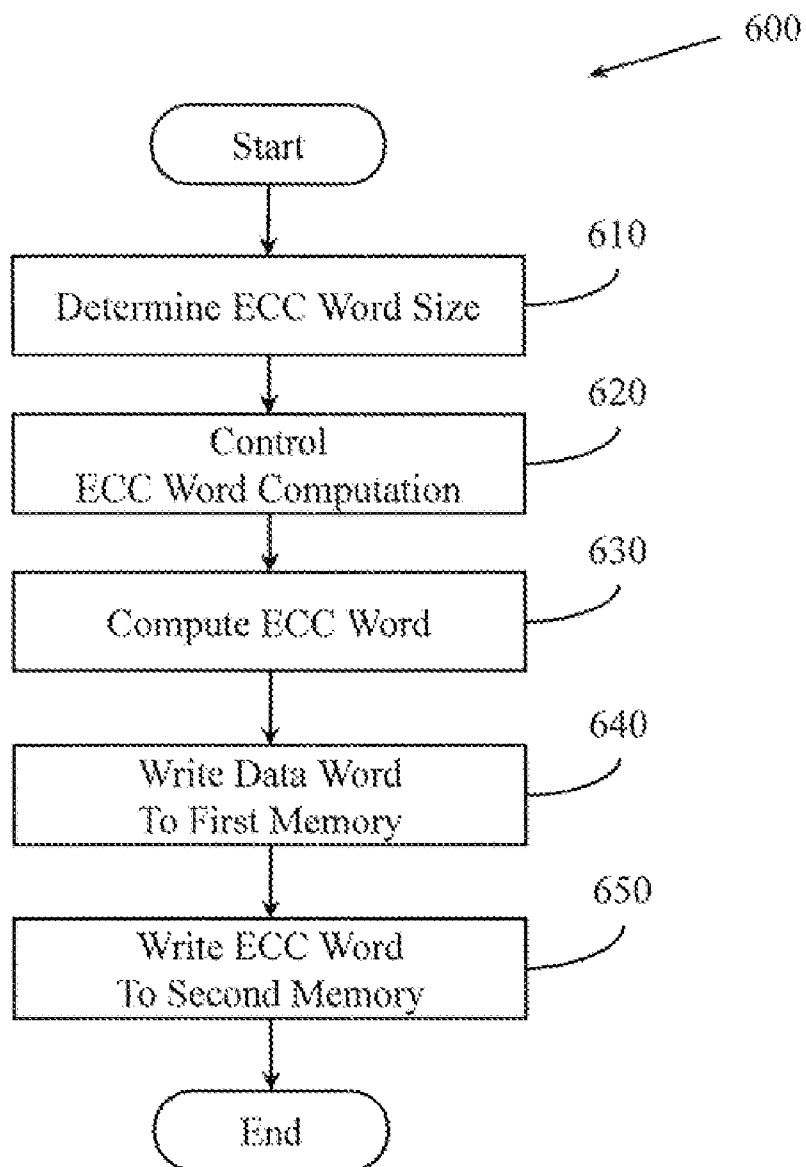 600
Start
610
Determine ECC Word Size
620
Control
ECC Word Computation
630
Compute ECC Word
640
Write Data Word
To First Memory
650
Write ECC Word
To Second Memory
End